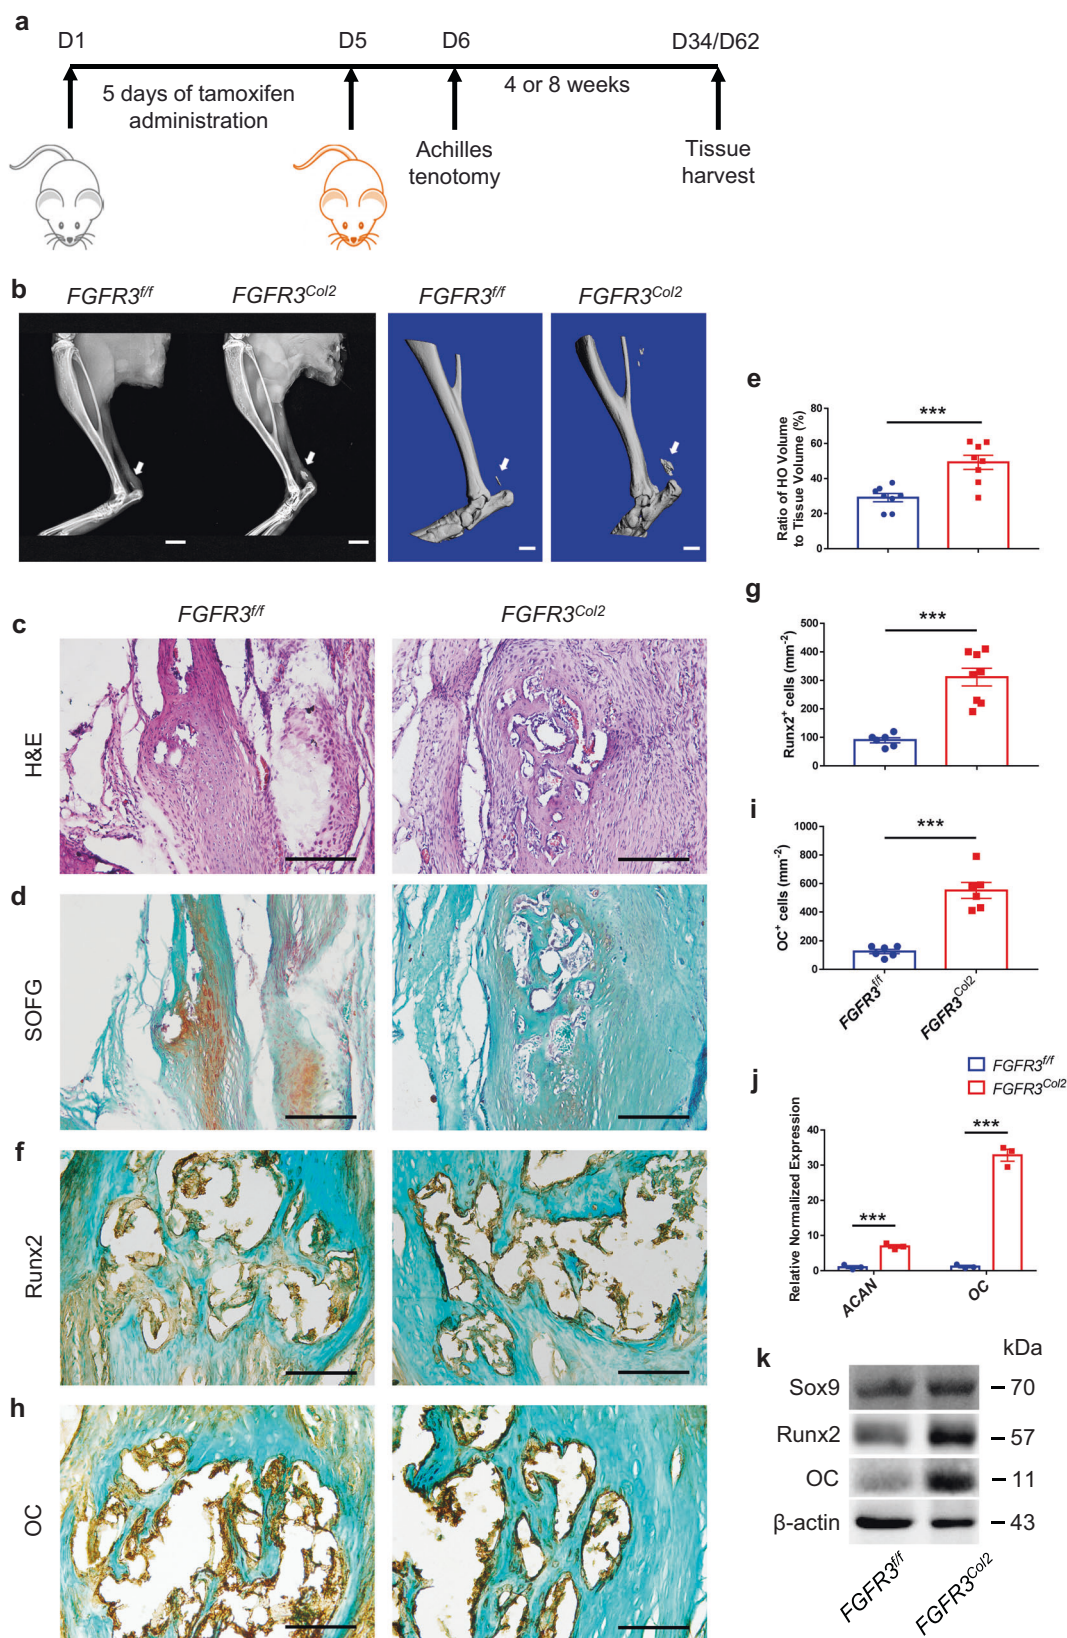 a
D1
D5
D6
D34/D62
5 days of tamoxifen
administration
4 or 8 weeks
Achilles
tenotomy
Tissue
harvest
b
FGFR3f/f
FGFR3Col2
FGFR3f/f
FGFR3Col2
e
Ratio of HO Volume
to Tissue Volume (%)
80
60
40
20
0
***
c
FGFR3f/f
FGFR3Col2
H&E
g
Runx2+ cells (mm-2)
500
400
300
200
100
0
***
d
SOFG
i
OC+ cells (mm-2)
1000
800
600
400
200
0
***
FGFR3f/f
FGFR3Col2
f
Runx2
j
FGFR3f/f
FGFR3Col2
Relative Normalized Expression
40
30
20
10
0
***
***
ACAN
OC
h
OC
k
kDa
Sox9
70
Runx2
57
OC
11
β-actin
43
FGFR3f/f
FGFR3Col2